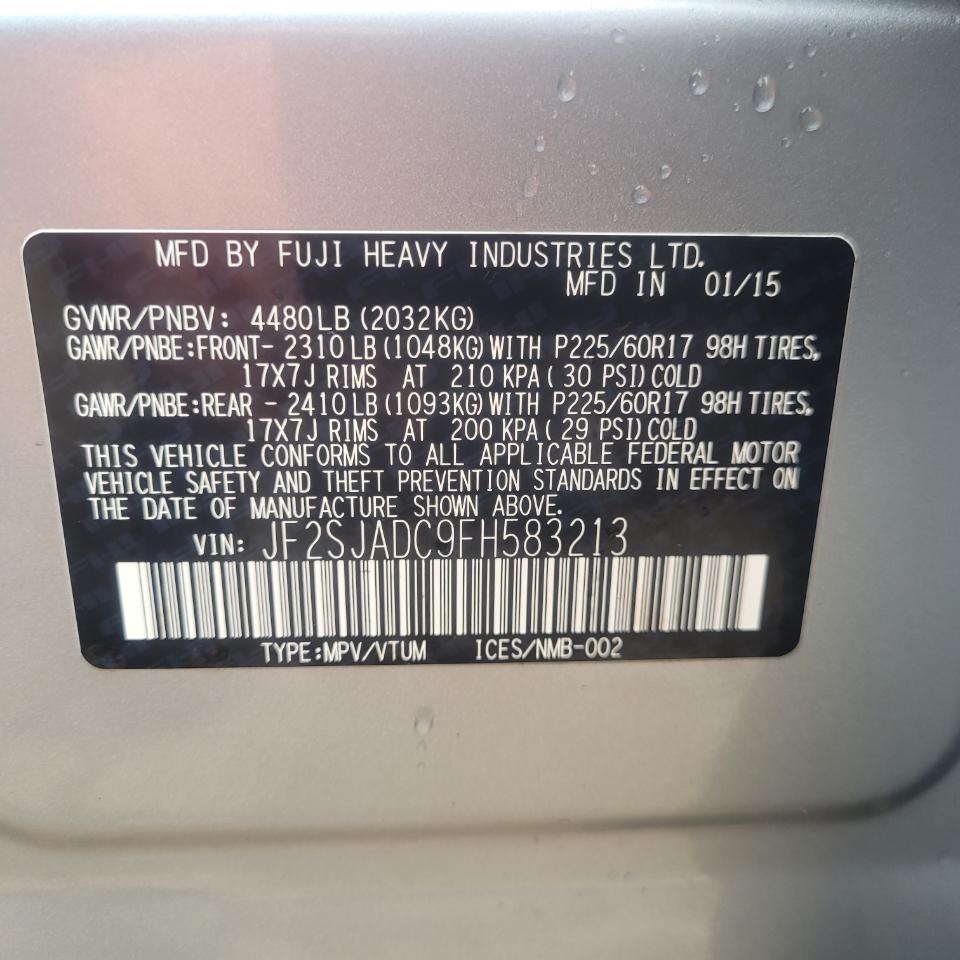 MFD BY FUJI HEAVY INDUSTRIES LTD.
MFD IN 01/15
GVWR/PNBV: 4480LB(2032KG)
GAWR/PNBE:FRONT- 2310LB(1048KG)WITH P225/60R17 98H TIRES,
17X7J RIMS AT 210 KPA( 30 PSI)COLD
GAWR/PNBE:REAR - 2410LB(1093KG)WITH P225/60R17 98H TIRES,
17X7J RIMS AT 200 KPA( 29 PSI)COLD
THIS VEHICLE CONFORMS TO ALL APPLICABLE FEDERAL MOTOR
VEHICLE SAFETY AND THEFT PREVENTION STANDARDS IN EFFECT ON
THE DATE OF MANUFACTURE SHOWN ABOVE.
VIN: JF2SJADC9FH583213
TYPE:MPV/VTUM ICES/NMB-002